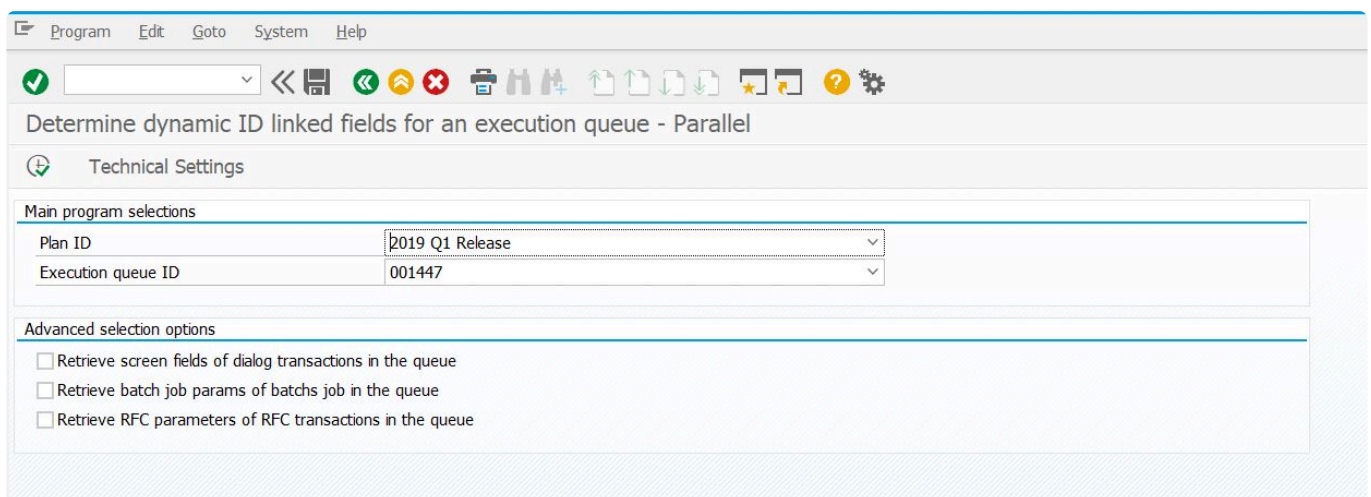 Program Edit Goto System Help
Determine dynamic ID linked fields for an execution queue - Parallel
Technical Settings
Main program selections
Plan ID 2019 Q1 Release
Execution queue ID 001447
Advanced selection options
Retrieve screen fields of dialog transactions in the queue
Retrieve batch job params of batchs job in the queue
Retrieve RFC parameters of RFC transactions in the queue